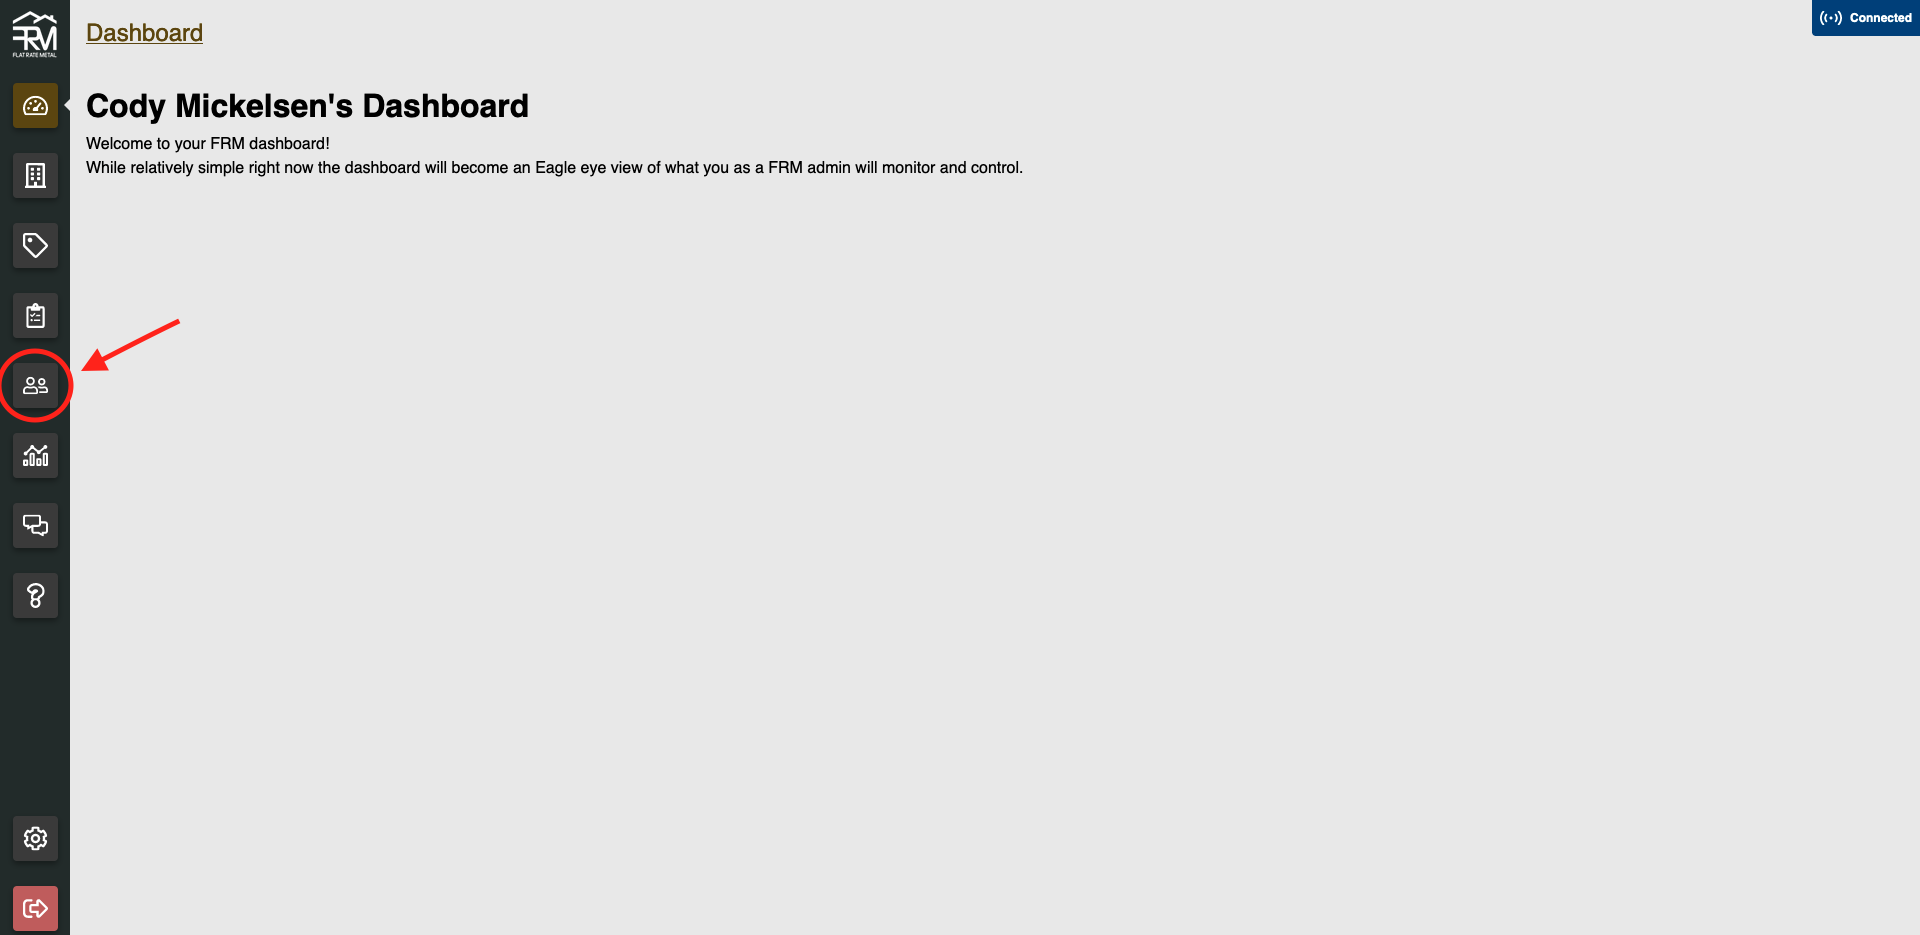 FRM
FLAT RATE METAL
Dashboard
Connected
Cody Mickelsen's Dashboard
Welcome to your FRM dashboard!
While relatively simple right now the dashboard will become an Eagle eye view of what you as a FRM admin will monitor and control.